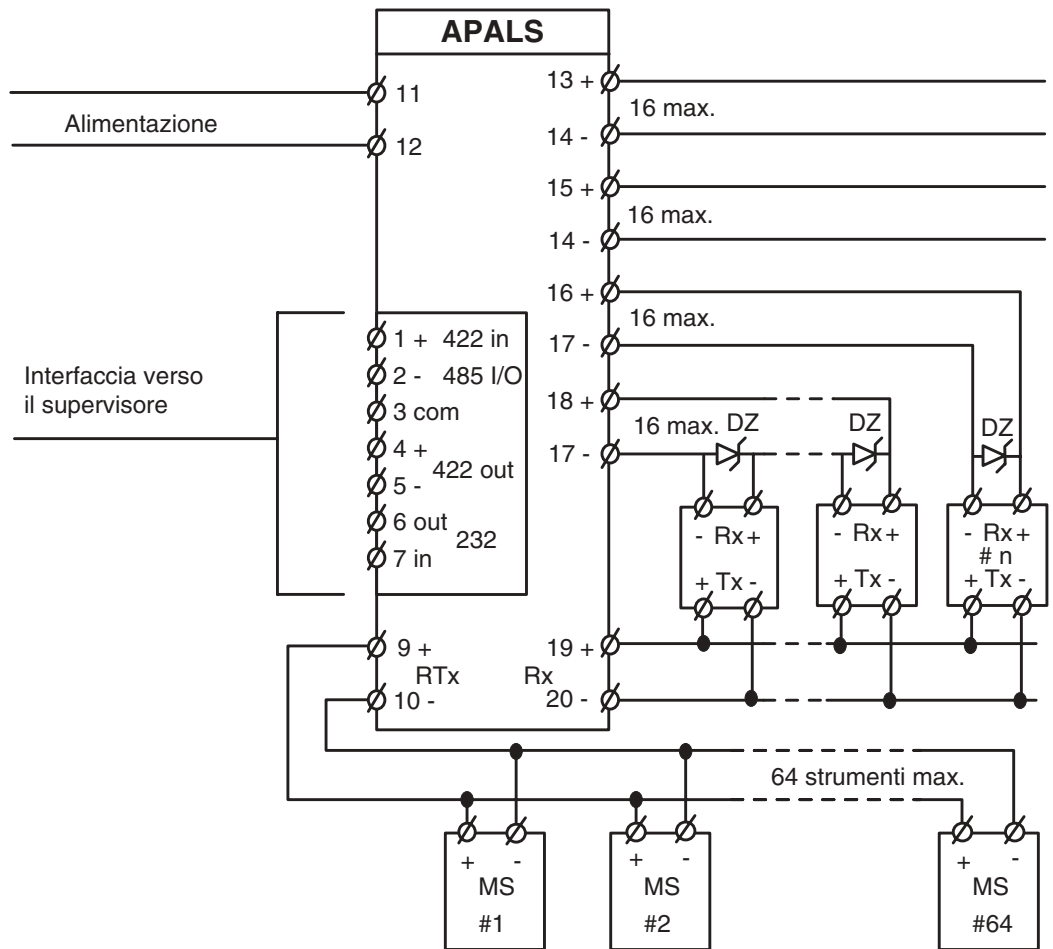 APALS
11
Alimentazione
12
13 +
16 max.
14 -
15 +
16 max.
14 -
16 +
16 max.
17 -
18 +
16 max.
17 -
DZ
DZ
DZ
Interfaccia verso
il supervisore
1 + 422 in
2 - 485 I/O
3 com
4 +
422 out
5 -
6 out
232
7 in
- Rx +
+ Tx -
- Rx +
+ Tx -
- Rx +
# n
+ Tx -
9 +
RTx
10 -
19 +
Rx
20 -
64 strumenti max.
+ -
MS
#1
+ -
MS
#2
+ -
MS
#64